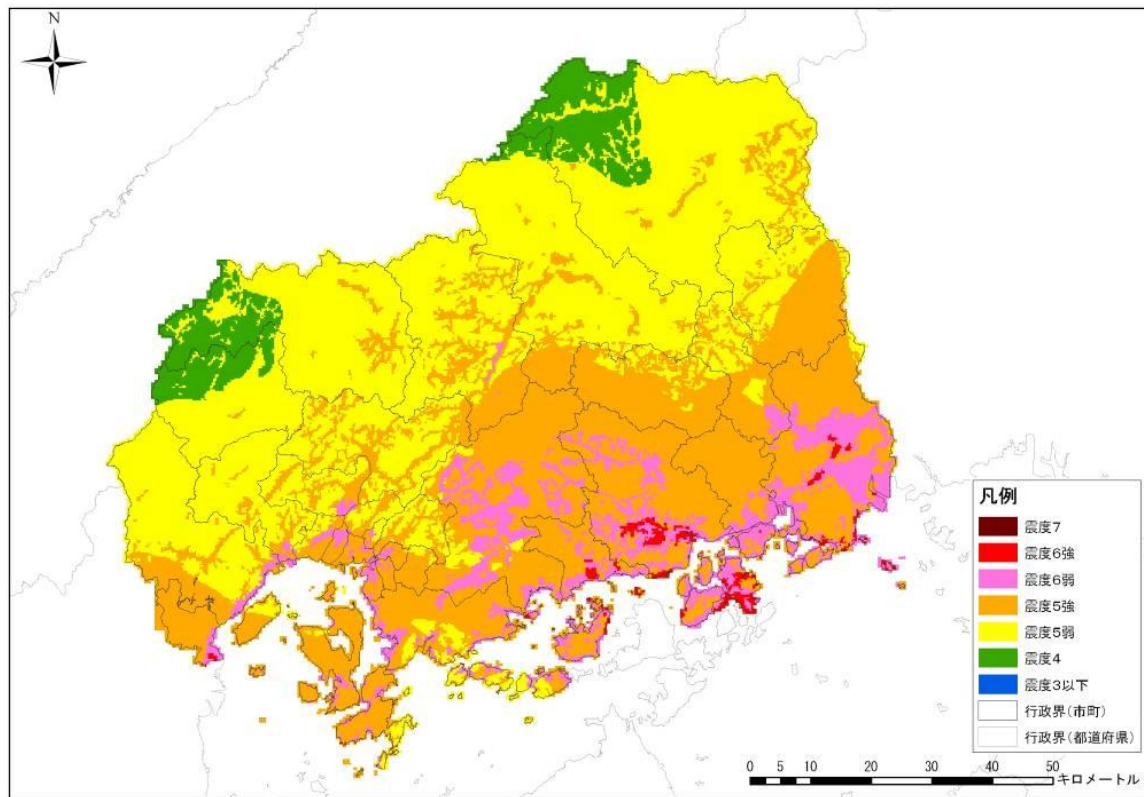 N
凡例
震度7
震度6強
震度6弱
震度5強
震度5弱
震度4
震度3以下
行政界(市町)
行政界(都道府県)
0 5 10 20 30 40 50 キロメートル